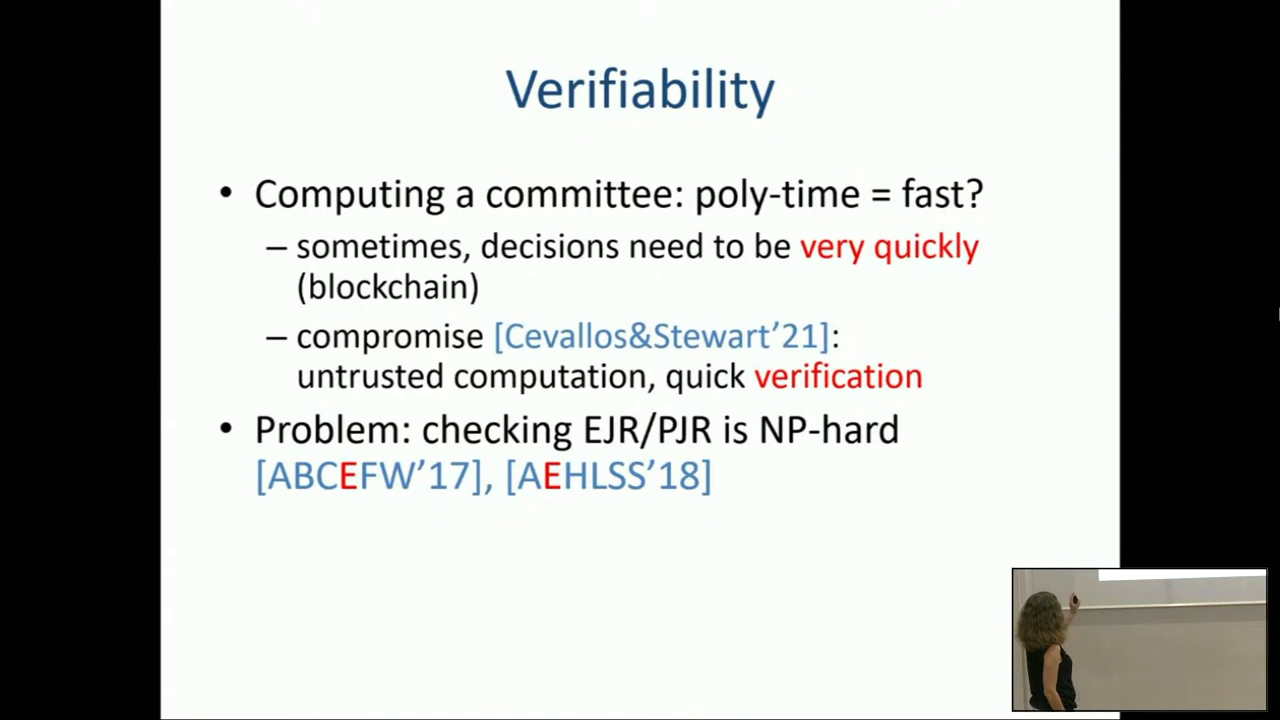 Verifiability
• Computing a committee: poly-time = fast?
– sometimes, decisions need to be very quickly
(blockchain)
– compromise [Cevallos&Stewart’21]:
untrusted computation, quick verification
• Problem: checking EJR/PJR is NP-hard
[ABCEFW’17], [AEHLSS’18]